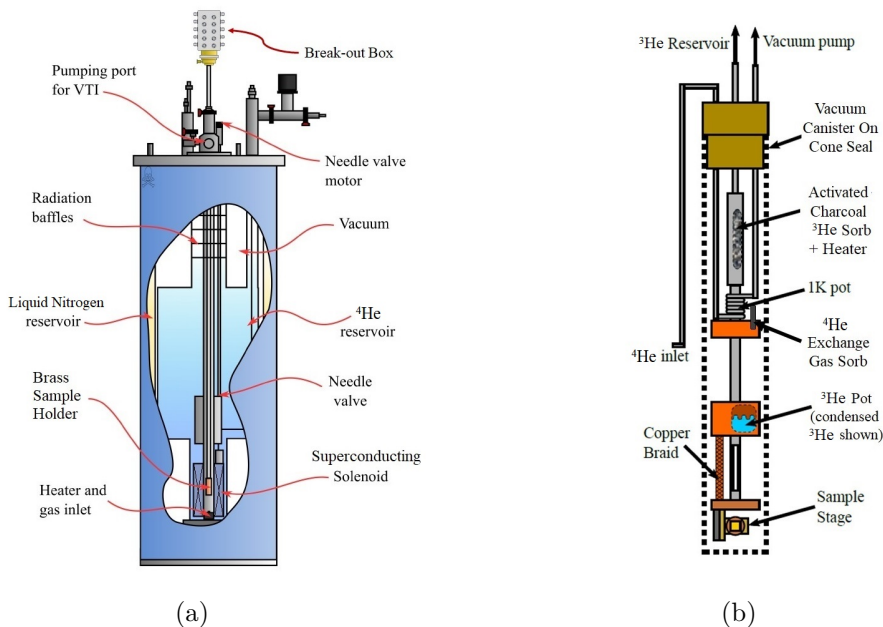 Break-out Box
Pumping port
for VTI
Needle valve
motor
Radiation
baffles
Vacuum
Liquid Nitrogen
reservoir
⁴He
reservoir
Brass
Sample
Holder
Needle
valve
Superconducting
Solenoid
Heater and
gas inlet
(a)
³He Reservoir
Vacuum pump
Vacuum
Canister On
Cone Seal
Activated
Charcoal
³He Sorb
+ Heater
1K pot
⁴He inlet
⁴He
Exchange
Gas Sorb
³He Pot
(condensed
³He shown)
Copper
Braid
Sample
Stage
(b)